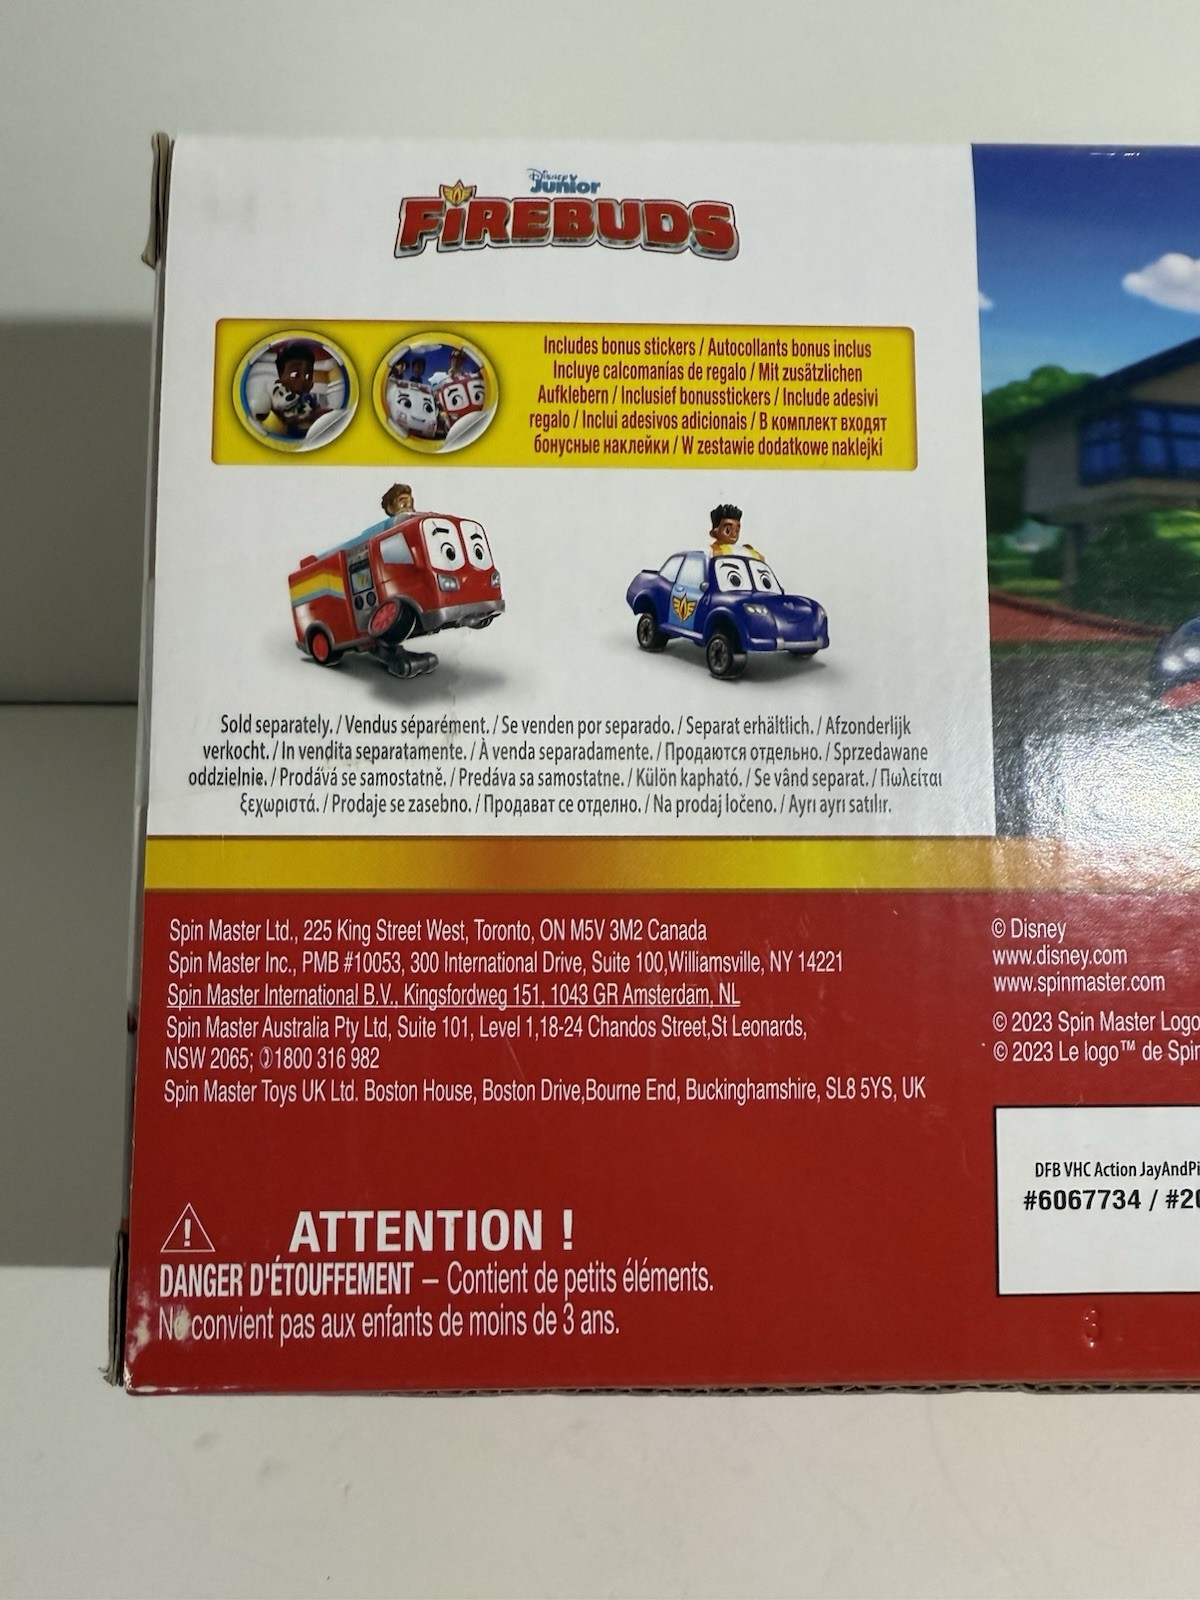 Disney
Junior
FIREBUDS
Includes bonus stickers / Autocollants bonus inclus
Incluye calcomanías de regalo / Mit zusätzlichen
Aufklebern / Inclusief bonusstickers / Include adesivi
regalo / Inclui adesivos adicionais / В комплект входят
бонусные наклейки / W zestawie dodatkowe naklejki
Sold separately. / Vendus séparément. / Se venden por separado. / Separat erhältlich. / Afzonderlijk
verkocht. / In vendita separatamente. / À venda separadamente. / Продаются отдельно. / Sprzedawane
oddzielnie. / Prodává se samostatně. / Predáva sa samostatne. / Külön kapható. / Se vând separat. / Πωλείται
ξεχωριστά. / Prodaje se zasebno. / Продават се отделно. / Na prodaj ločeno. / Ayrı ayrı satılır.
Spin Master Ltd., 225 King Street West, Toronto, ON M5V 3M2 Canada
Spin Master Inc., PMB #10053, 300 International Drive, Suite 100,Williamsville, NY 14221
Spin Master International B.V., Kingsfordweg 151, 1043 GR Amsterdam, NL
Spin Master Australia Pty Ltd, Suite 101, Level 1,18-24 Chandos Street,St Leonards,
NSW 2065; ✆1800 316 982
Spin Master Toys UK Ltd. Boston House, Boston Drive,Bourne End, Buckinghamshire, SL8 5YS, UK
© Disney
www.disney.com
www.spinmaster.com
© 2023 Spin Master Logo
© 2023 Le logo™ de Spin
DFB VHC Action JayAndPi
#6067734 / #20
ATTENTION !
DANGER D'ÉTOUFFEMENT – Contient de petits éléments.
Ne convient pas aux enfants de moins de 3 ans.